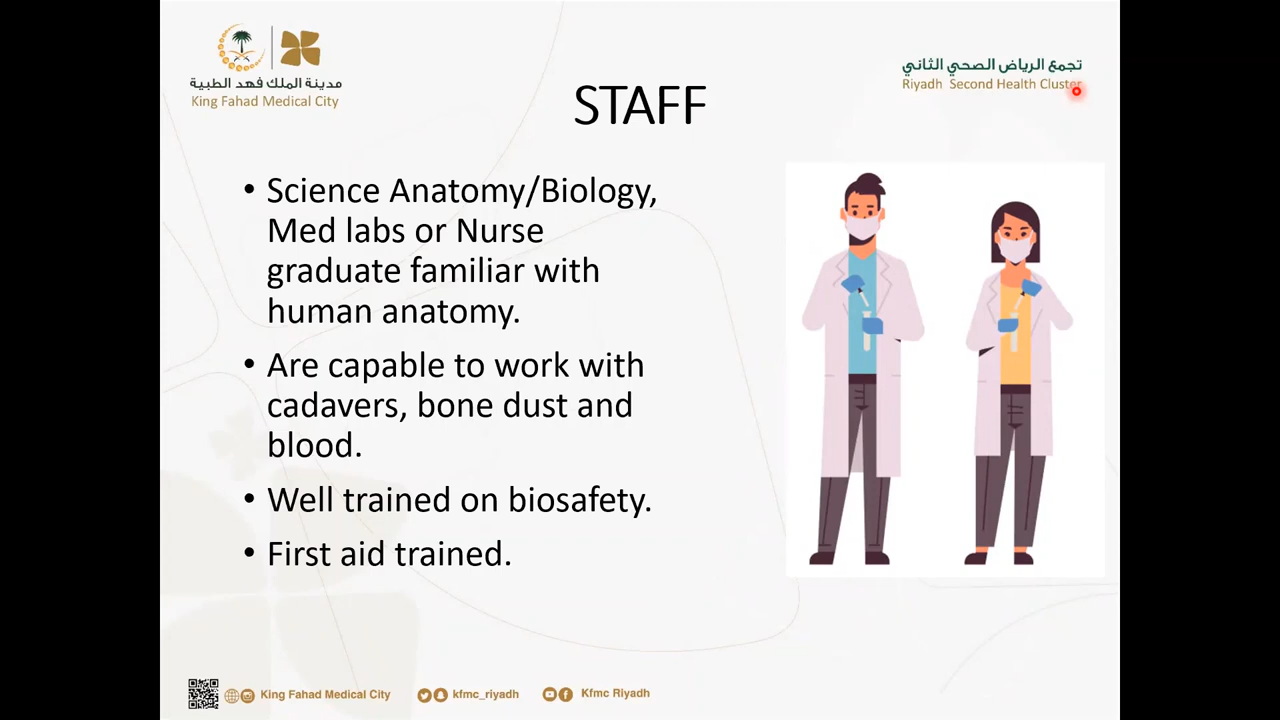 مدينة الملك فهد الطبية
King Fahad Medical City
تجمع الرياض الصحي الثاني
Riyadh Second Health Cluster
STAFF
• Science Anatomy/Biology,
Med labs or Nurse
graduate familiar with
human anatomy.
• Are capable to work with
cadavers, bone dust and
blood.
• Well trained on biosafety.
• First aid trained.
King Fahad Medical City
kfmc_riyadh
Kfmc Riyadh